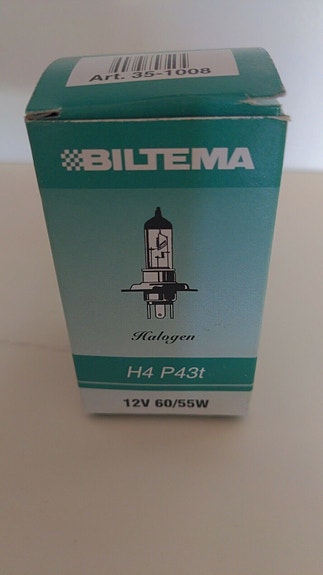 Art. 35-1008
BILTEMA
Halogen
H4 P43t
12V 60/55W